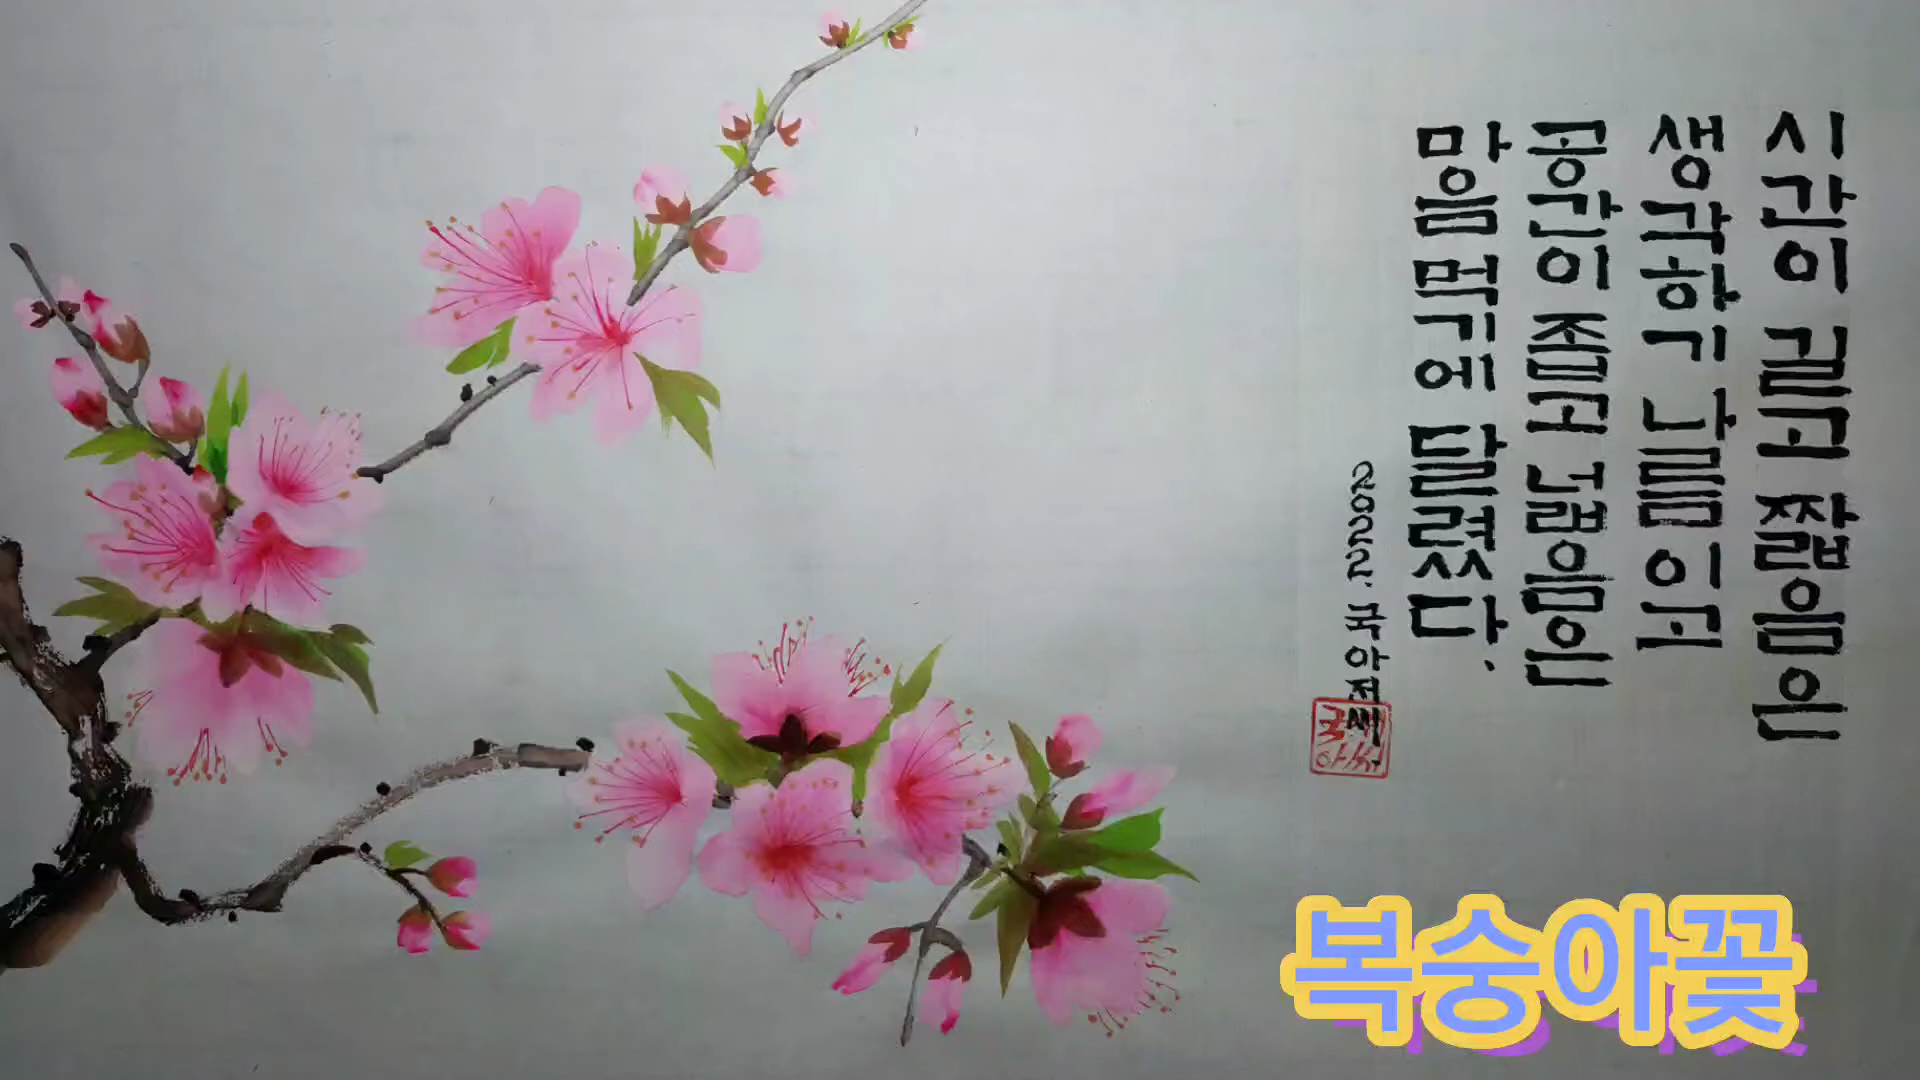 시간이 길고 짧음은
생각하기 나름이고
공간이 좁고 넓음은
맘음 먹기에 달렸다.
2022. 국아
복숭아꽃